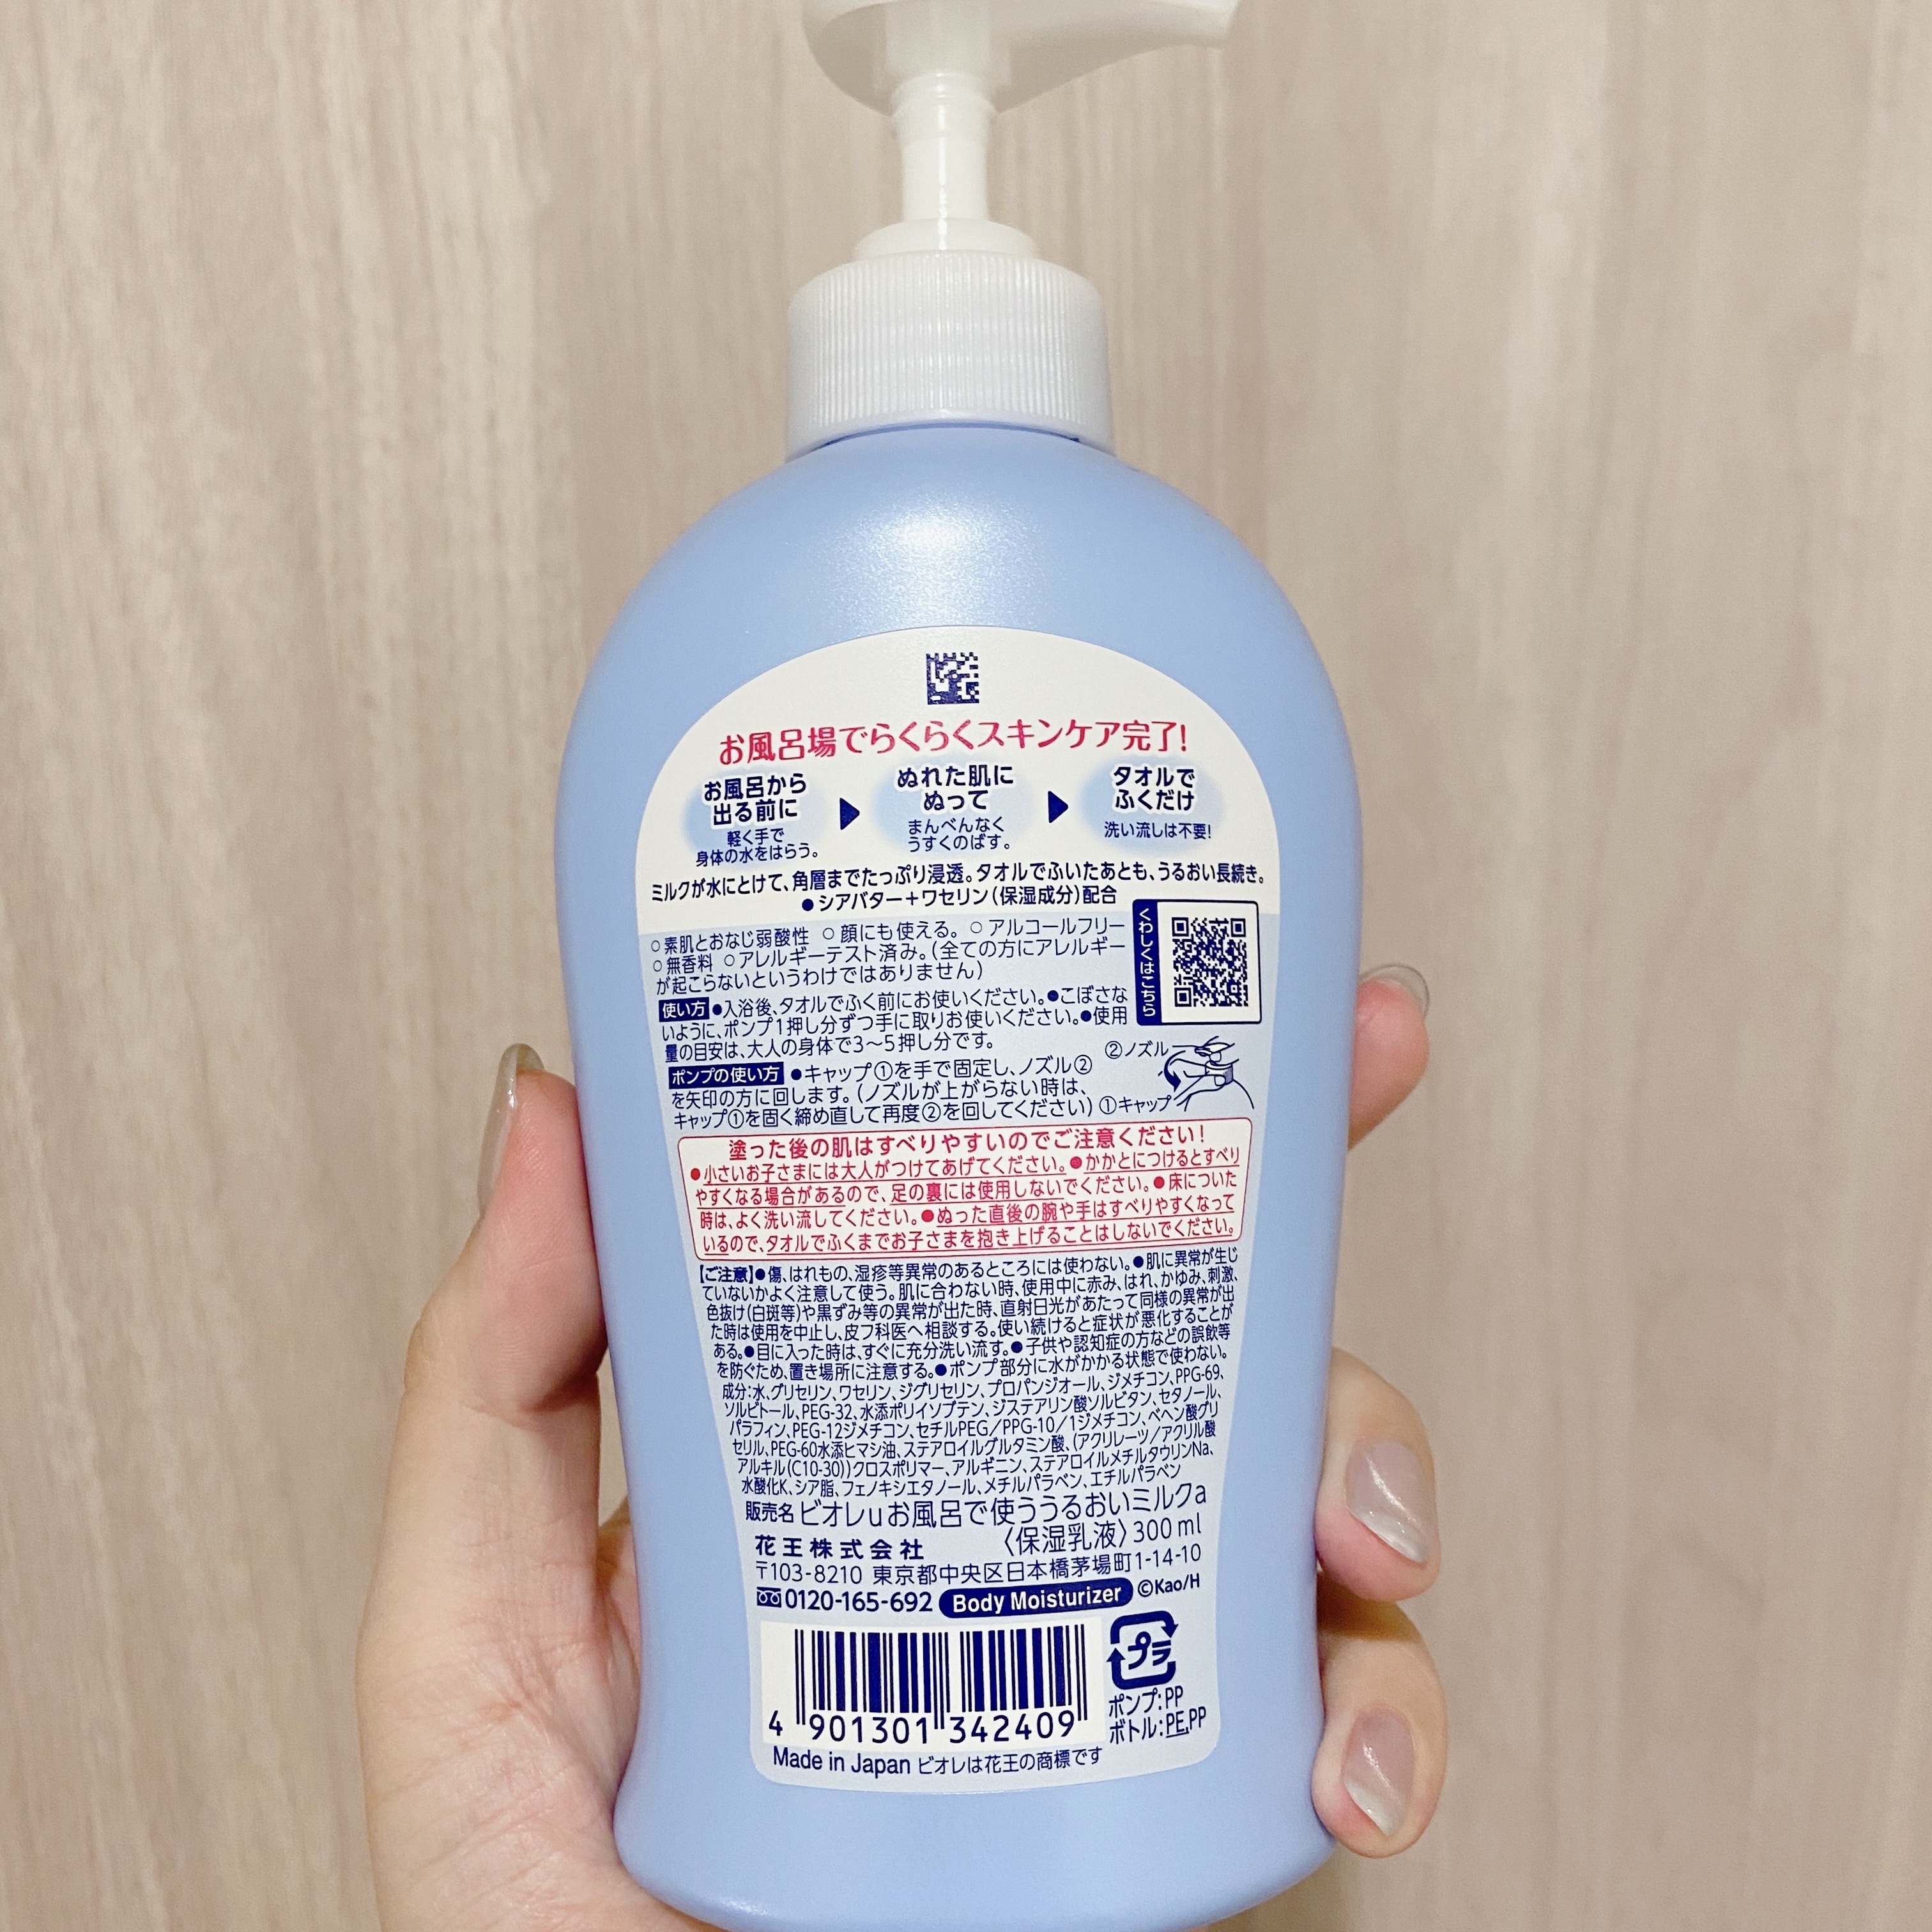 お風呂場でらくらくスキンケア完了!
お風呂から
出る前に
軽く手で
身体の水をはらう。
ぬれた肌に
ぬって
まんべんなく
うすくのばす。
タオルで
ふくだけ
洗い流しは不要!
ミルクが水にとけて、角層までたっぷり浸透。タオルでふいたあとも、うるおい長続き。
●シアバター+ワセリン(保湿成分)配合
○素肌とおなじ弱酸性 ○顔にも使える。 ○アルコールフリー
○無香料 ○アレルギーテスト済み。(全ての方にアレルギー
が起こらないというわけではありません)
くわしくはこちら
使い方 ●入浴後、タオルでふく前にお使いください。●こぼさな
いように、ポンプ1押し分ずつ手に取りお使いください。●使用
量の目安は、大人の身体で3~5押し分です。
ポンプの使い方 ●キャップ①を手で固定し、ノズル②
を矢印の方に回します。(ノズルが上がらない時は、
キャップ①を固く締め直して再度②を回してください)
②ノズル
①キャップ
塗った後の肌はすべりやすいのでご注意ください!
●小さいお子さまには大人がつけてあげてください。●かかとにつけるとすべり
やすくなる場合があるので、足の裏には使用しないでください。●床についた
時は、よく洗い流してください。●ぬった直後の腕や手はすべりやすくなって
いるので、タオルでふくまでお子さまを抱き上げることはしないでください。
【ご注意】●傷、はれもの、湿疹等異常のあるところには使わない。●肌に異常が生じ
ていないかよく注意して使う。肌に合わない時、使用中に赤み、はれ、かゆみ、刺激、
色抜け(白斑等)や黒ずみ等の異常が出た時、直射日光があたって同様の異常が出
た時は使用を中止し、皮フ科医へ相談する。使い続けると症状が悪化することが
ある。●目に入った時は、すぐに充分洗い流す。●子供や認知症の方などの誤飲等
を防ぐため、置き場所に注意する。●ポンプ部分に水がかかる状態で使わない。
成分:水、グリセリン、ワセリン、ジグリセリン、プロパンジオール、ジメチコン、PPG-69、
ソルビトール、PEG-32、水添ポリイソブテン、ジステアリン酸ソルビタン、セタノール、
パラフィン、PEG-12ジメチコン、セチルPEG/PPG-10/1ジメチコン、ベヘン酸グリ
セリル、PEG-60水添ヒマシ油、ステアロイルグルタミン酸、(アクリレーツ/アクリル酸
アルキル(C10-30))クロスポリマー、アルギニン、ステアロイルメチルタウリンNa、
水酸化K、シア脂、フェノキシエタノール、メチルパラベン、エチルパラベン
販売名 ビオレuお風呂で使ううるおいミルクa
〈保湿乳液〉300ml
花王株式会社
〒103-8210 東京都中央区日本橋茅場町1-14-10
0120-165-692 Body Moisturizer ©Kao/H
4 901301 342409
プラ
ポンプ:PP
ボトル:PE,PP
Made in Japan ビオレは花王の商標です